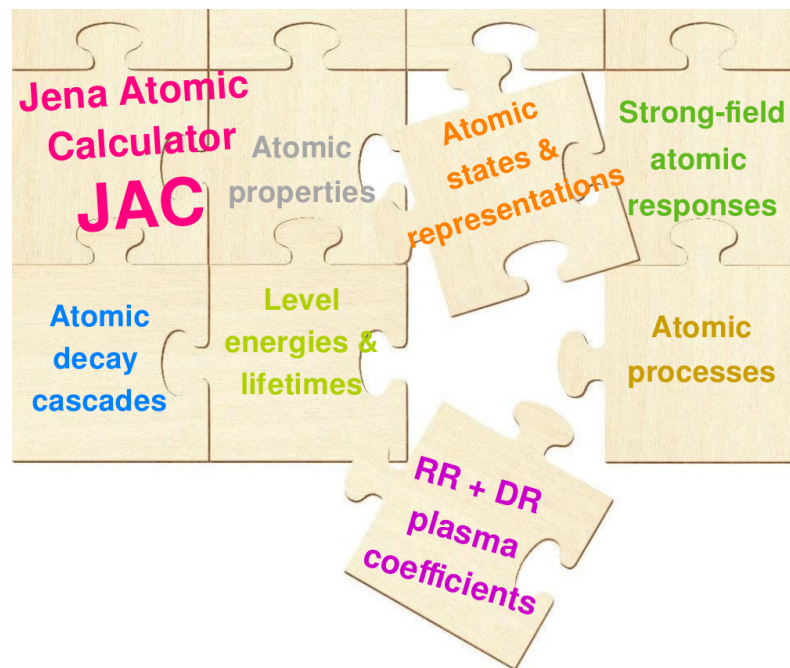 Jena Atomic
Calculator
JAC
Atomic
properties
Atomic
states &
representations
Strong-field
atomic
responses
Atomic
decay
cascades
Level
energies &
lifetimes
Atomic
processes
RR + DR
plasma
coefficients